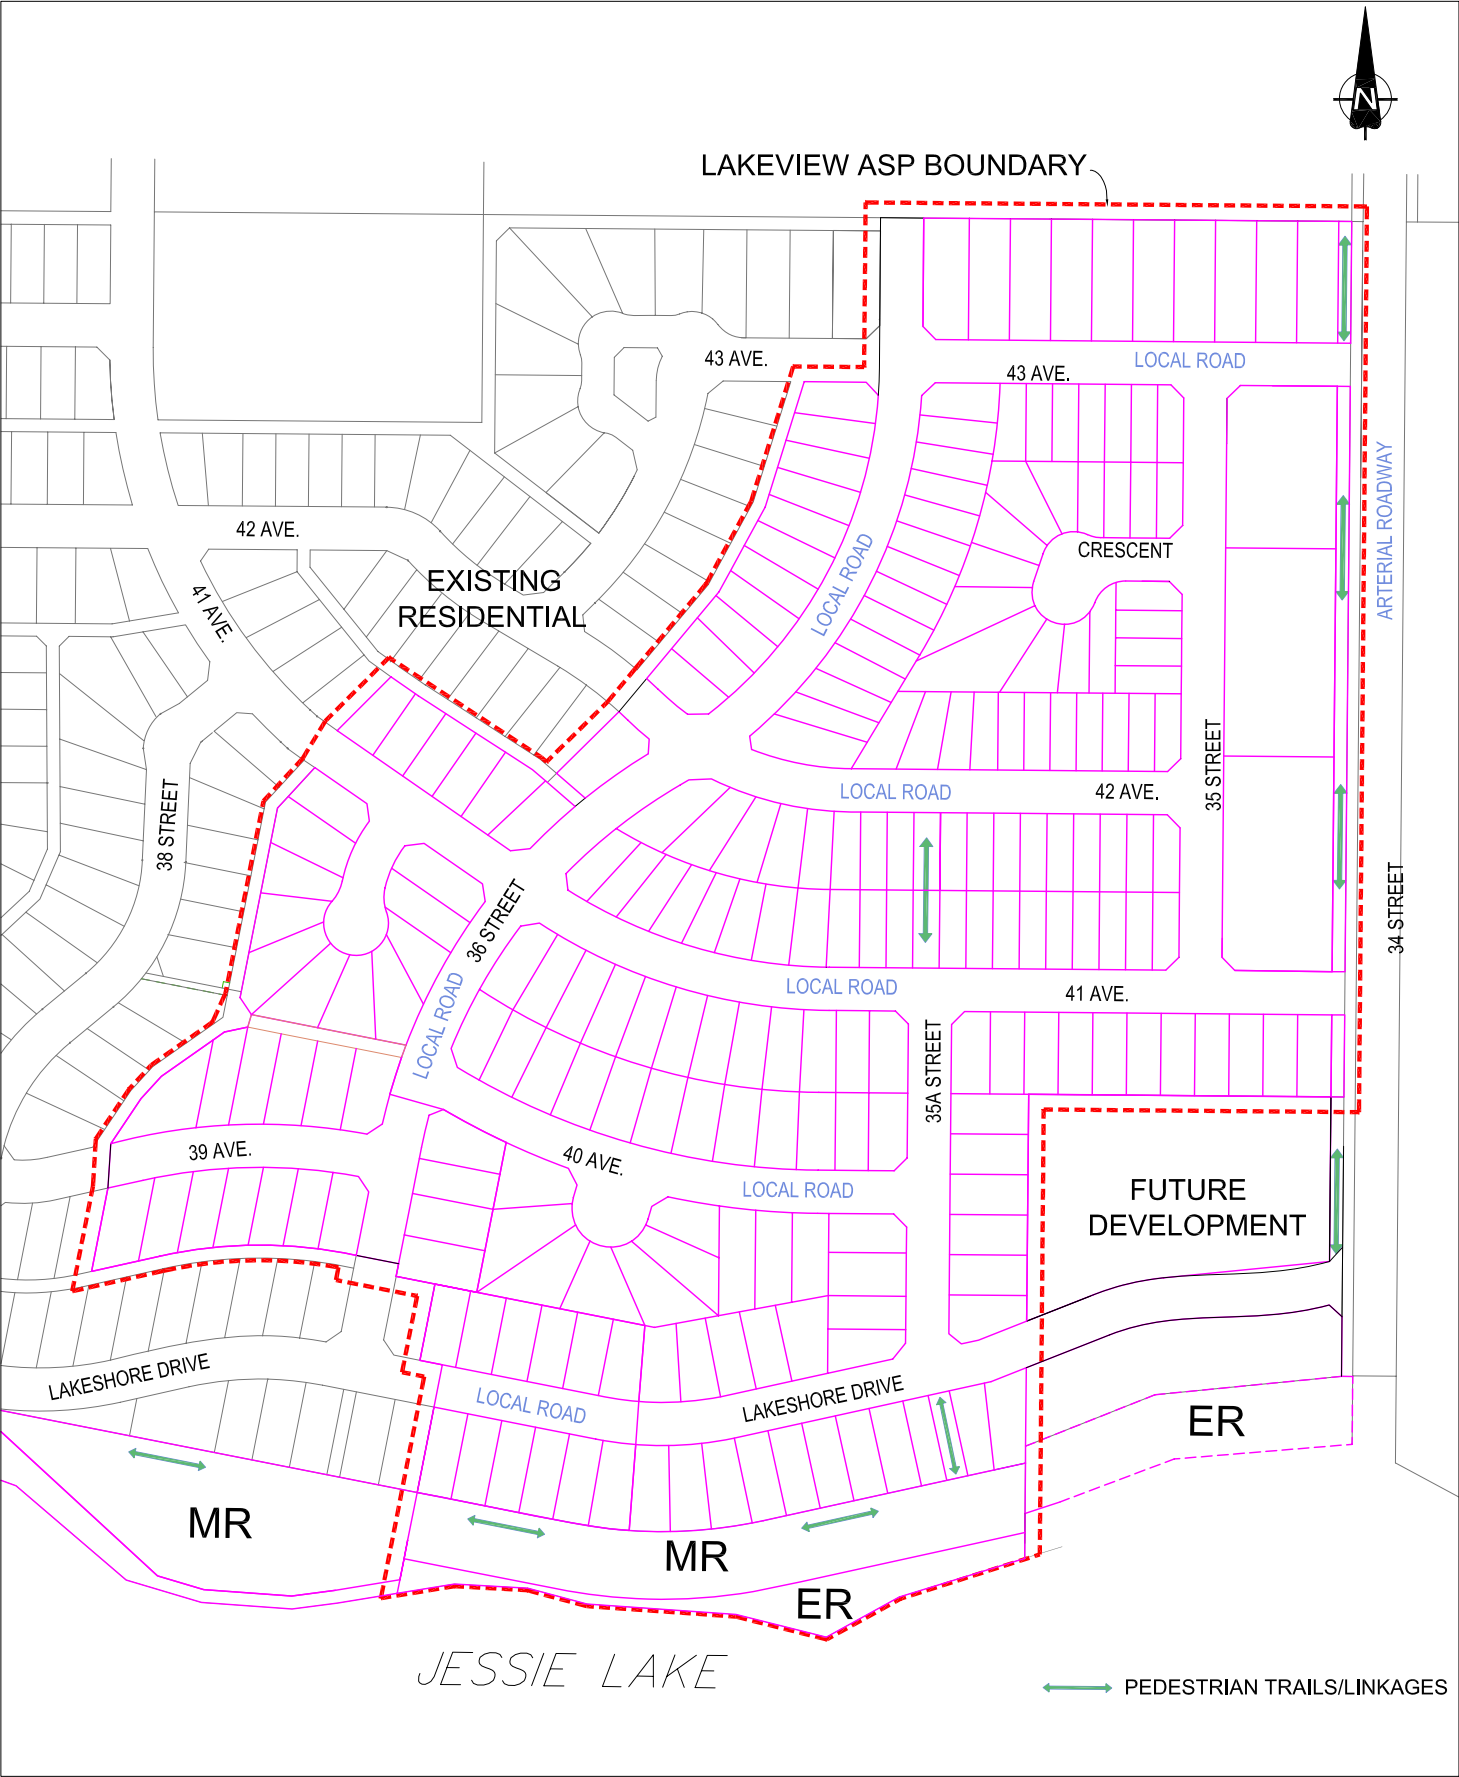 N
LAKEVIEW ASP BOUNDARY
43 AVE.
LOCAL ROAD
43 AVE.
ARTERIAL ROADWAY
42 AVE.
LOCAL ROAD
CRESCENT
EXISTING
RESIDENTIAL
41 AVE.
35 STREET
LOCAL ROAD
42 AVE.
38 STREET
36 STREET
34 STREET
LOCAL ROAD
LOCAL ROAD
41 AVE.
35A STREET
39 AVE.
40 AVE.
LOCAL ROAD
FUTURE
DEVELOPMENT
LAKESHORE DRIVE
LOCAL ROAD
LAKESHORE DRIVE
ER
MR
MR
ER
JESSIE LAKE
PEDESTRIAN TRAILS/LINKAGES